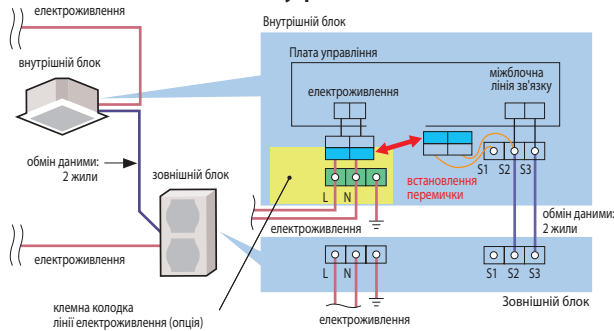 електроживлення
внутрішній блок
обмін даними:
2 жили
зовнішній блок
електроживлення
клемна колодка
лінії електроживлення (опція)
Внутрішній блок
Плата управління
електроживлення
міжблочна
лінія зв'язку
S1 S2 S3
встановлення
перемички
L N
електроживлення
обмін даними:
2 жили
L N
S1 S2 S3
Зовнішній блок
електроживлення